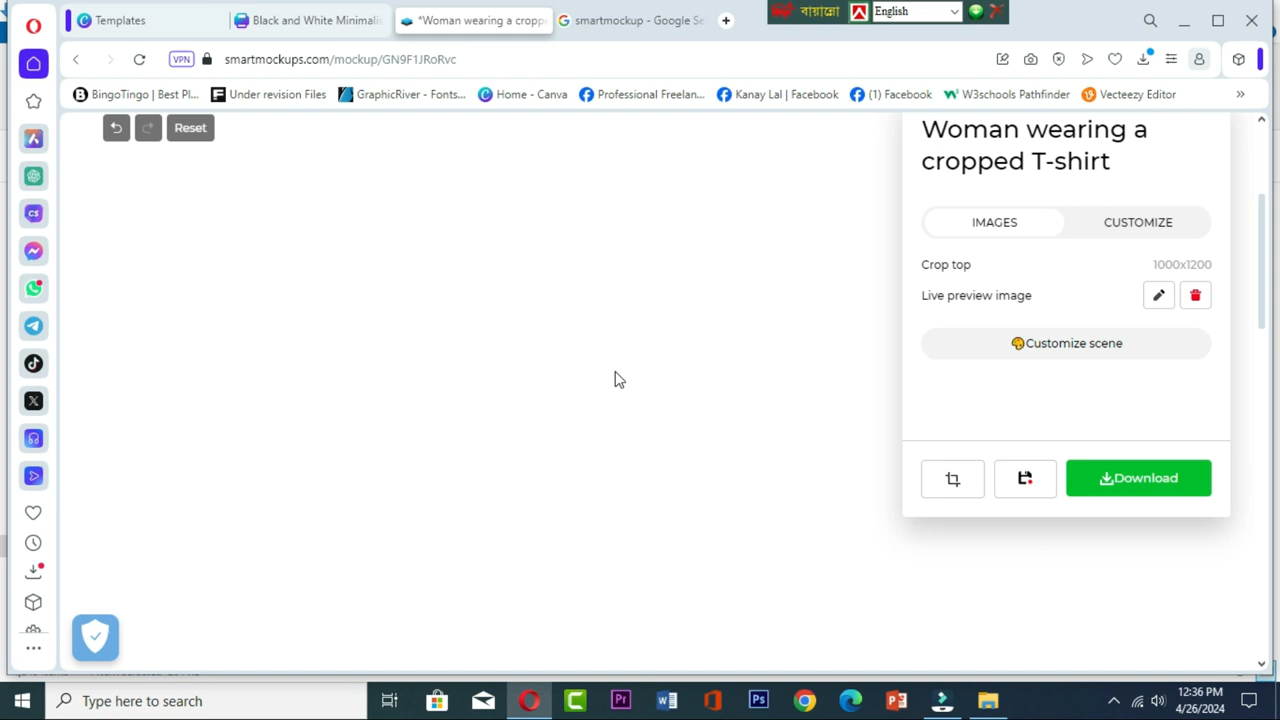 Templates
Black and White Minimalis
*Woman wearing a croppe
smartmockup - Google Se
বায়ান্নো
English
VPN
smartmockups.com/mockup/GN9F1JRoRvc
BingoTingo | Best Pl...
Under revision Files
GraphicRiver - Fonts...
Home - Canva
Professional Freelan...
Kanay Lal | Facebook
(1) Facebook
W3schools Pathfinder
Vecteezy Editor
Reset
Woman wearing a
cropped T-shirt
IMAGES
CUSTOMIZE
Crop top
1000x1200
Live preview image
Customize scene
Download
Type here to search
12:36 PM
4/26/2024